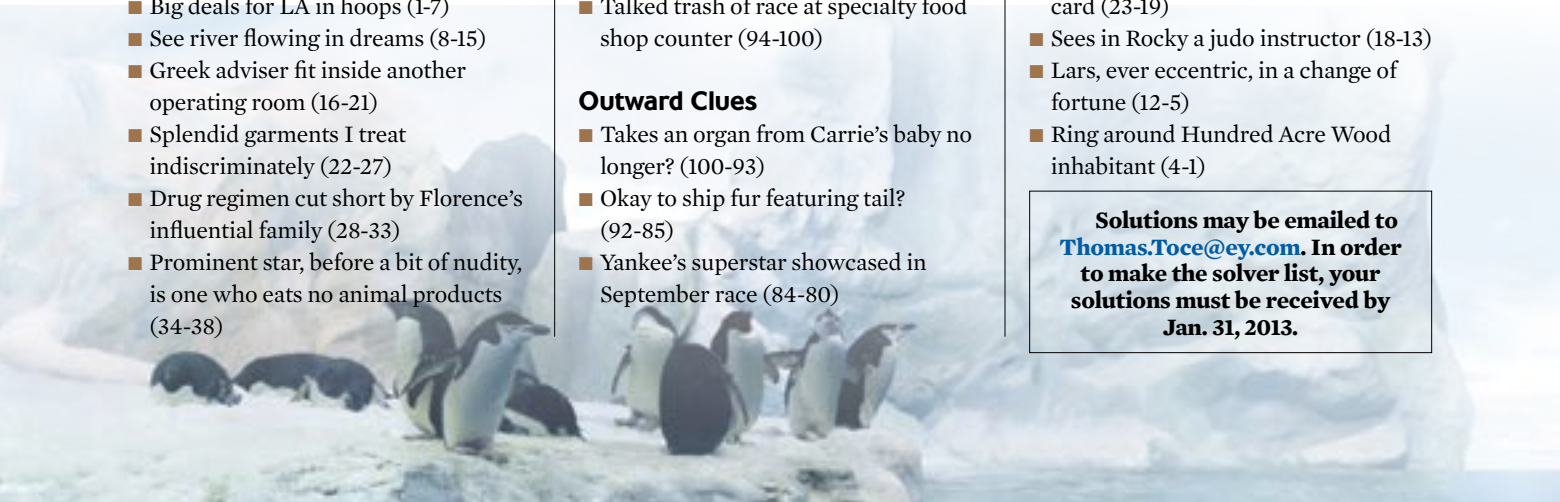 ■ Big deals for LA in hoops (1-7)
■ See river flowing in dreams (8-15)
■ Greek adviser fit inside another
operating room (16-21)
■ Splendid garments I treat
indiscriminately (22-27)
■ Drug regimen cut short by Florence’s
influential family (28-33)
■ Prominent star, before a bit of nudity,
is one who eats no animal products
(34-38)
■ Talked trash of race at specialty food
shop counter (94-100)
Outward Clues
■ Takes an organ from Carrie’s baby no
longer? (100-93)
■ Okay to ship fur featuring tail?
(92-85)
■ Yankee’s superstar showcased in
September race (84-80)
card (23-19)
■ Sees in Rocky a judo instructor (18-13)
■ Lars, ever eccentric, in a change of
fortune (12-5)
■ Ring around Hundred Acre Wood
inhabitant (4-1)
Solutions may be emailed to
Thomas.Toce@ey.com. In order
to make the solver list, your
solutions must be received by
Jan. 31, 2013.